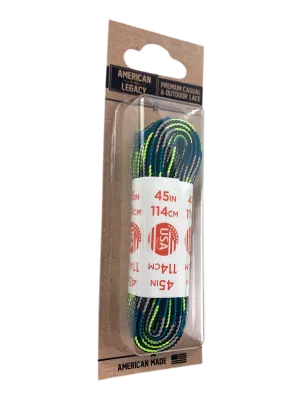 AMERICAN
LEGACY
PREMIUM CASUAL
& OUTDOOR LACE
45IN
114CM
USA
114CM
45IN
AMERICAN MADE